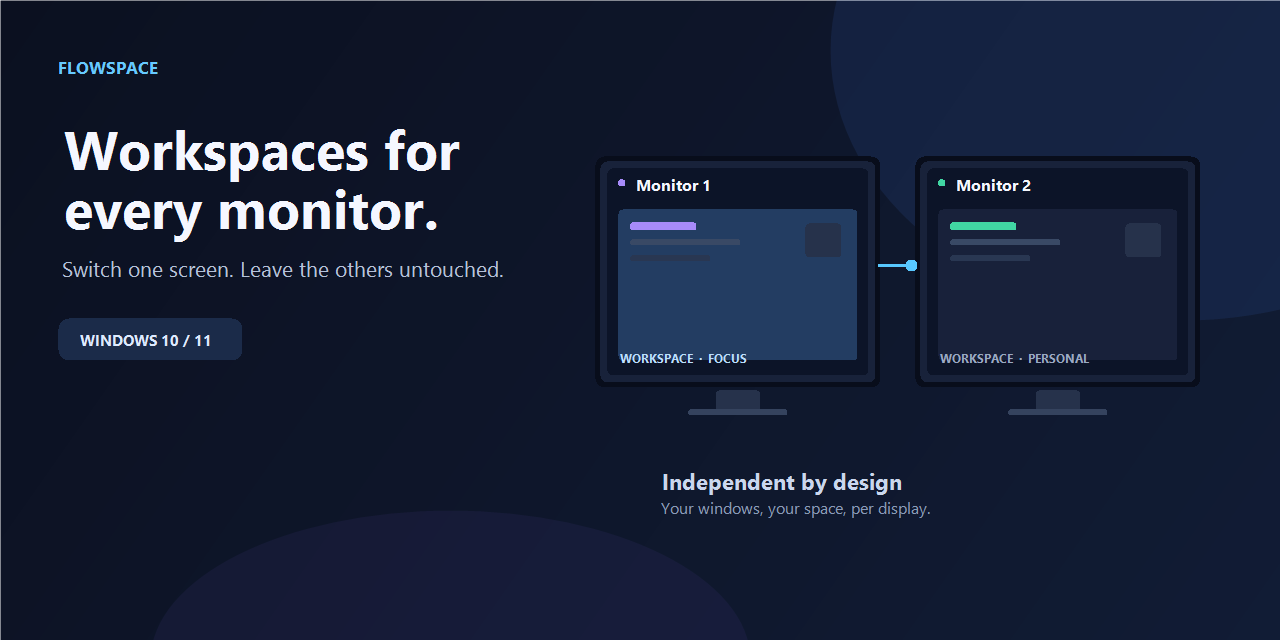 FLOWSPACE
Workspaces for
every monitor.
Switch one screen. Leave the others untouched.
WINDOWS 10 / 11
Monitor 1
WORKSPACE · FOCUS
Monitor 2
WORKSPACE · PERSONAL
Independent by design
Your windows, your space, per display.